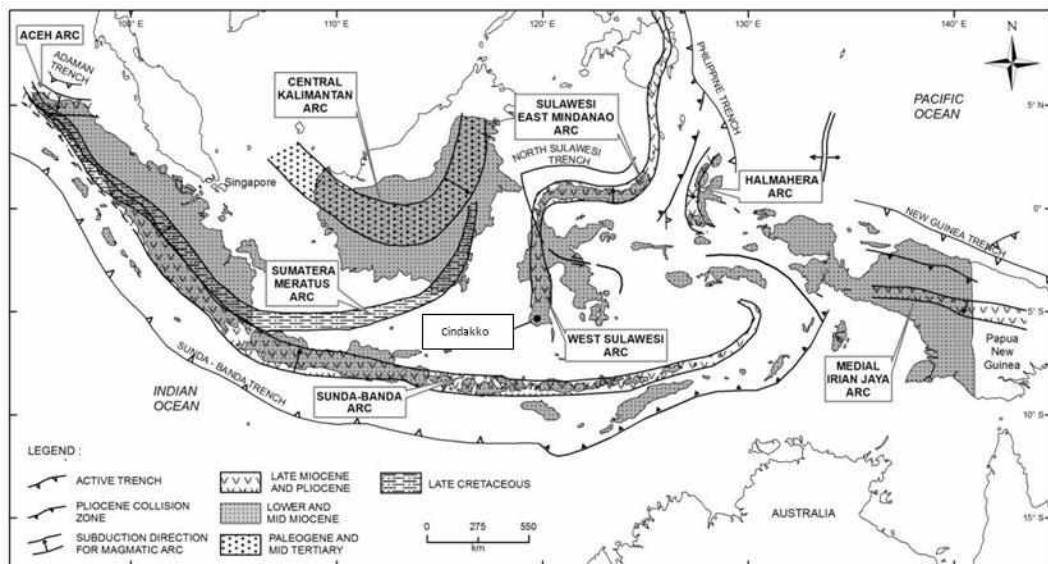 100° E
110° E
120° E
130° E
140° E
ACEH ARC
ADAMAN
TRENCH
CENTRAL
KALIMANTAN
ARC
SULAWESI
EAST MINDANAO
ARC
PHILIPPINE TRENCH
PACIFIC
OCEAN
N
5° N
NORTH SULAWESI
TRENCH
HALMAHERA
ARC
Singapore
0°
NEW GUINEA TRENCH
SUMATERA
MERATUS
ARC
Cindakko
WEST SULAWESI
ARC
5° S
Papua
New
Guinea
MEDIAL
IRIAN JAYA
ARC
SUNDA - BANDA TRENCH
INDIAN
OCEAN
SUNDA-BANDA
ARC
10° S
LEGEND :
ACTIVE TRENCH
PLIOCENE COLLISION
ZONE
SUBDUCTION DIRECTION
FOR MAGMATIC ARC
LATE MIOCENE
AND PLIOCENE
LOWER AND
MID MIOCENE
PALEOGENE AND
MID TERTIARY
LATE CRETACEOUS
0 275 550
km
AUSTRALIA
15° S